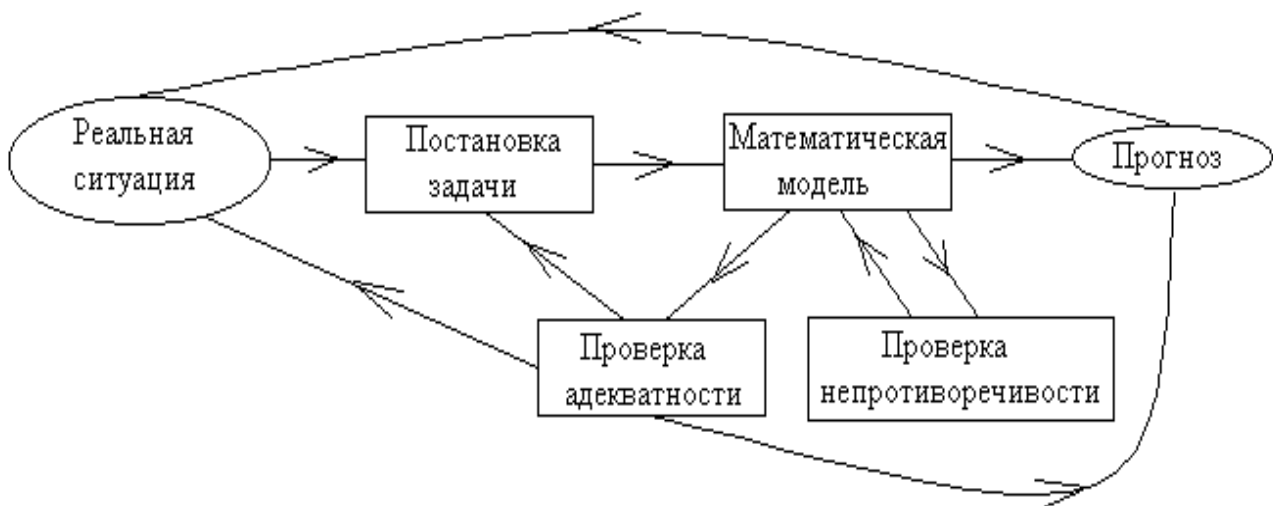 Реальная
ситуация
Постановка
задачи
Математическая
модель
Прогноз
Проверка
адекватности
Проверка
непротиворечивости